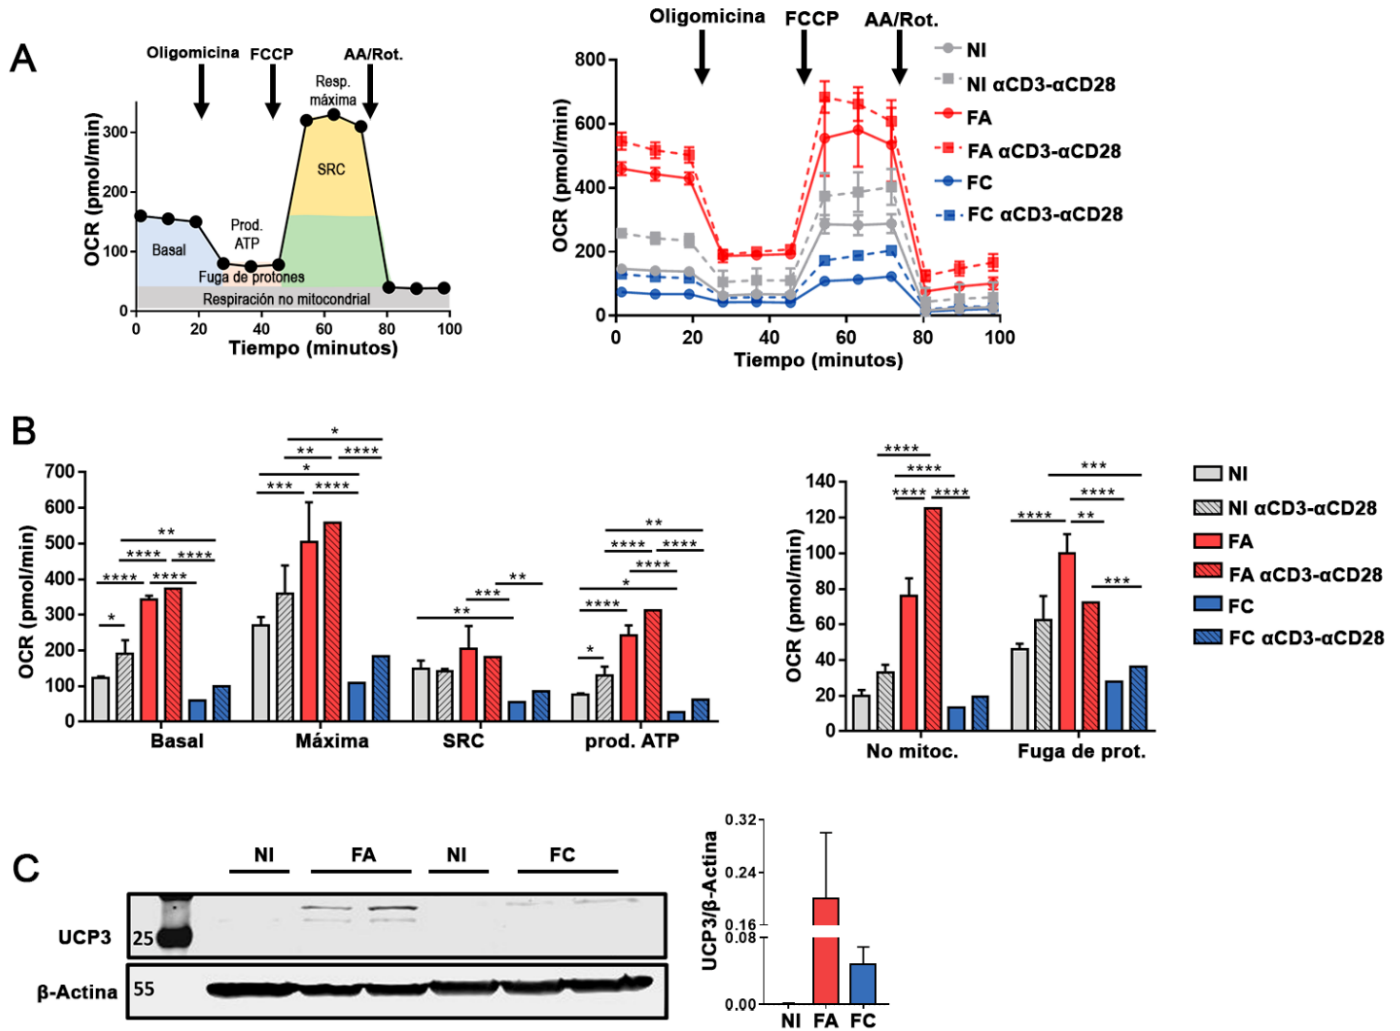 A
Oligomicina FCCP AA/Rot.
Resp.
máxima
SRC
Prod.
ATP
Basal
Fuga de protones
Respiración no mitocondrial
OCR (pmol/min)
300
200
100
0
0 20 40 60 80 100
Tiempo (minutos)
Oligomicina FCCP AA/Rot.
OCR (pmol/min)
800
600
400
200
0
0 20 40 60 80 100
Tiempo (minutos)
NI
NI αCD3-αCD28
FA
FA αCD3-αCD28
FC
FC αCD3-αCD28
B
OCR (pmol/min)
700
600
500
400
300
200
100
0
**
**** ****
**** ****
*
*
** ****
*
*** ****
**
***
**
**
**** ****
****
*
****
*
Basal Máxima SRC prod. ATP
OCR (pmol/min)
140
120
100
80
60
40
20
0
****
****
**** ****
***
****
**** **
***
No mitoc. Fuga de prot.
NI
NI αCD3-αCD28
FA
FA αCD3-αCD28
FC
FC αCD3-αCD28
C
NI FA NI FC
UCP3 25
β-Actina 55
UCP3/β-Actina
0.32
0.24
0.16
0.08
0.00
NI FA FC